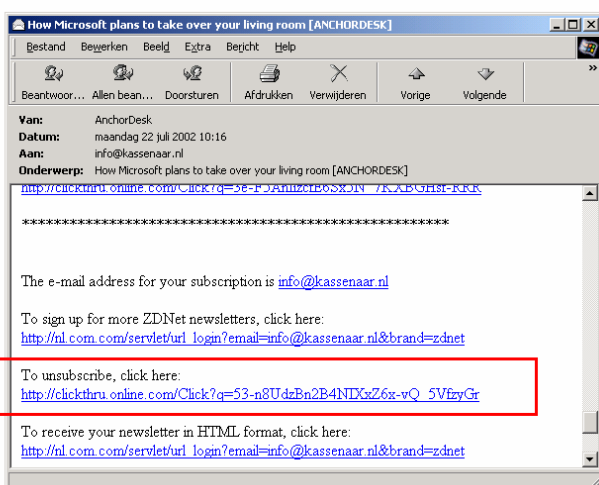 How Microsoft plans to take over your living room [ANCHORDESK]
Bestand Bewerken Beeld Extra Bericht Help
Beantwoor... Allen bean... Doorsturen Afdrukken Verwijderen Vorige Volgende »
Van: AnchorDesk
Datum: maandag 22 juli 2002 10:16
Aan: info@kassenaar.nl
Onderwerp: How Microsoft plans to take over your living room [ANCHORDESK]
*****************************************************
The e-mail address for your subscription is info@kassenaar.nl
To sign up for more ZDNet newsletters, click here:
http://nl.com.com/servlet/url_login?email=info@kassenaar.nl&brand=zdnet
To unsubscribe, click here:
http://clickthru.online.com/Click?q=53-n8UdzBn2B4NIXxZ6x-vQ_5VfzyGr
To receive your newsletter in HTML format, click here:
http://nl.com.com/servlet/url_login?email=info@kassenaar.nl&brand=zdnet